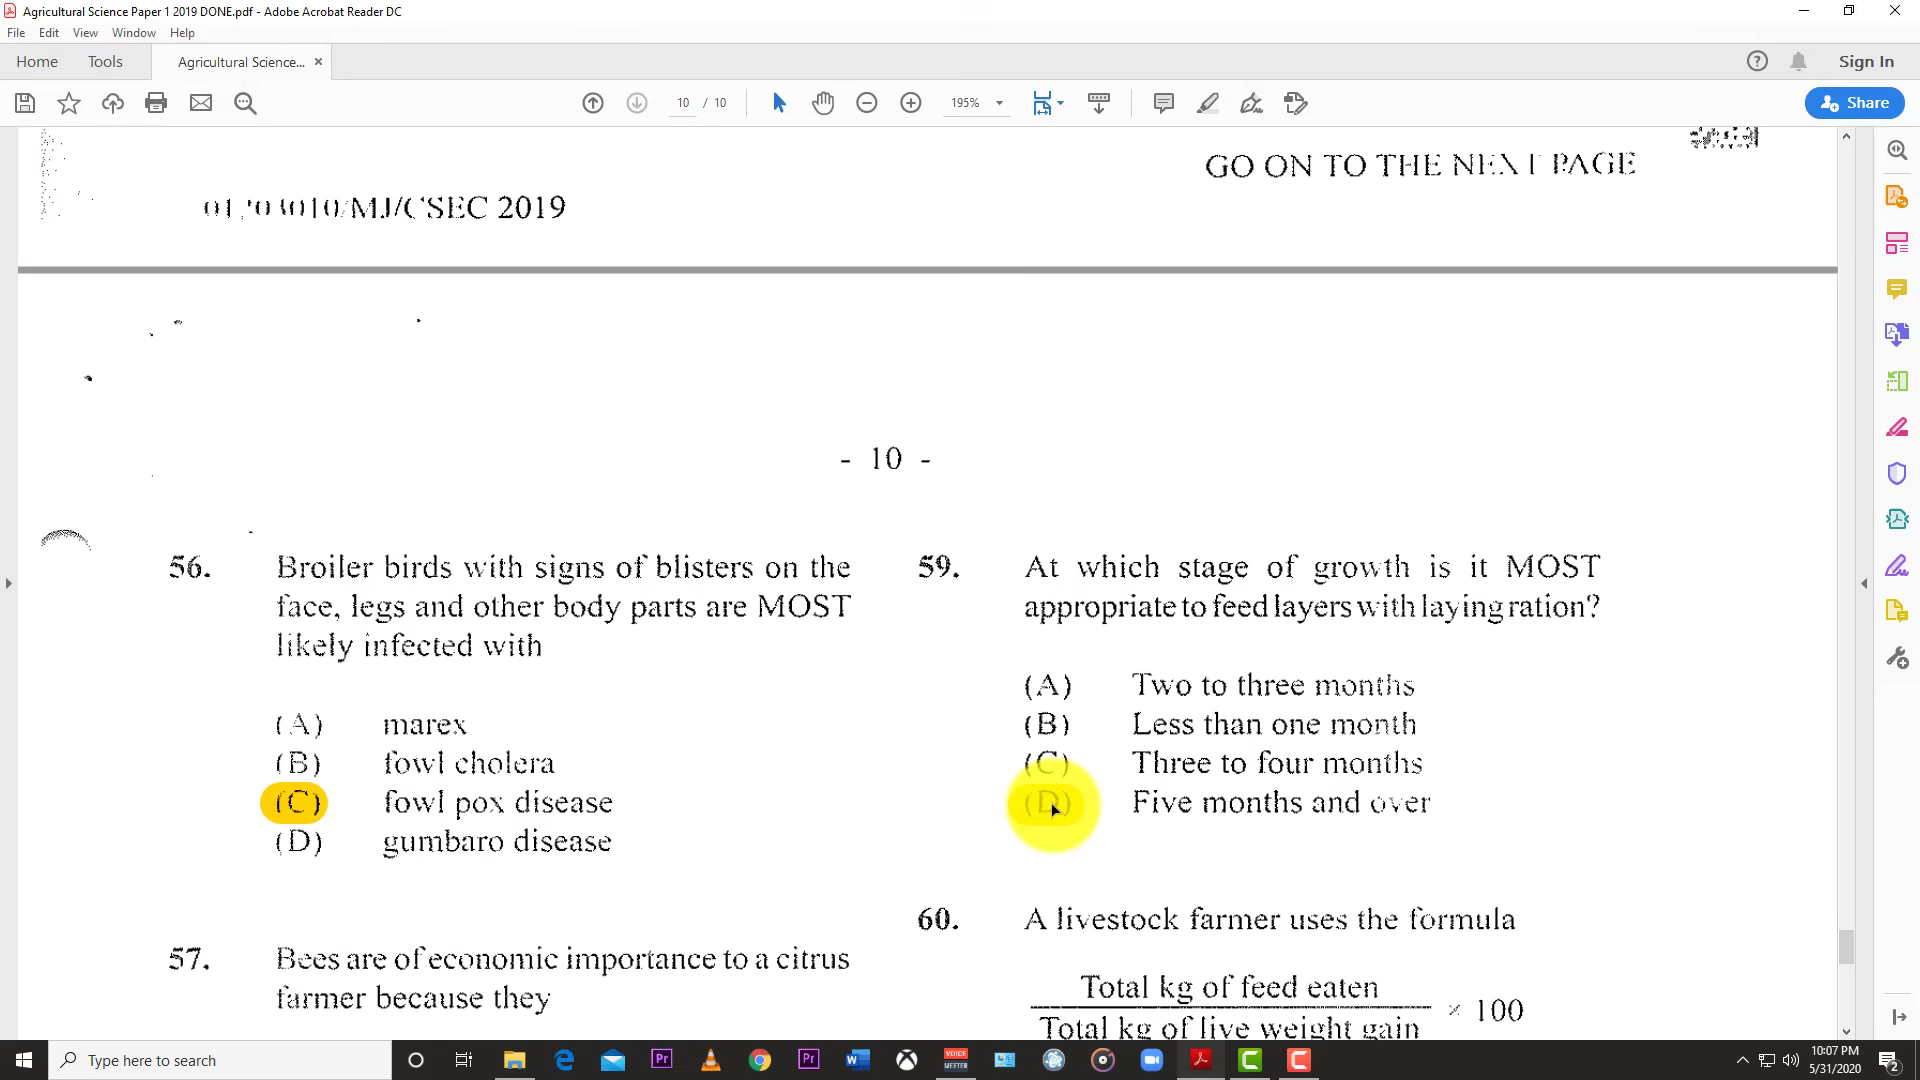 Agricultural Science Paper 1 2019 DONE.pdf - Adobe Acrobat Reader DC
File Edit View Window Help
Home Tools Agricultural Science... × Sign In
10 / 10 195% Share
GO ON TO THE NEXT PAGE
MJ/CSEC 2019
- 10 -
56. Broiler birds with signs of blisters on the
face, legs and other body parts are MOST
likely infected with
(A) marex
(B) fowl cholera
(C) fowl pox disease
(D) gumbaro disease
57. Bees are of economic importance to a citrus
farmer because they
59. At which stage of growth is it MOST
appropriate to feed layers with laying ration?
(A) Two to three months
(B) Less than one month
(C) Three to four months
(D) Five months and over
60. A livestock farmer uses the formula
Total kg of feed eaten
× 100
Total kg of live weight gain
Type here to search
Pr
Pr
VOICE
MEETER
10:07 PM
5/31/2020
2